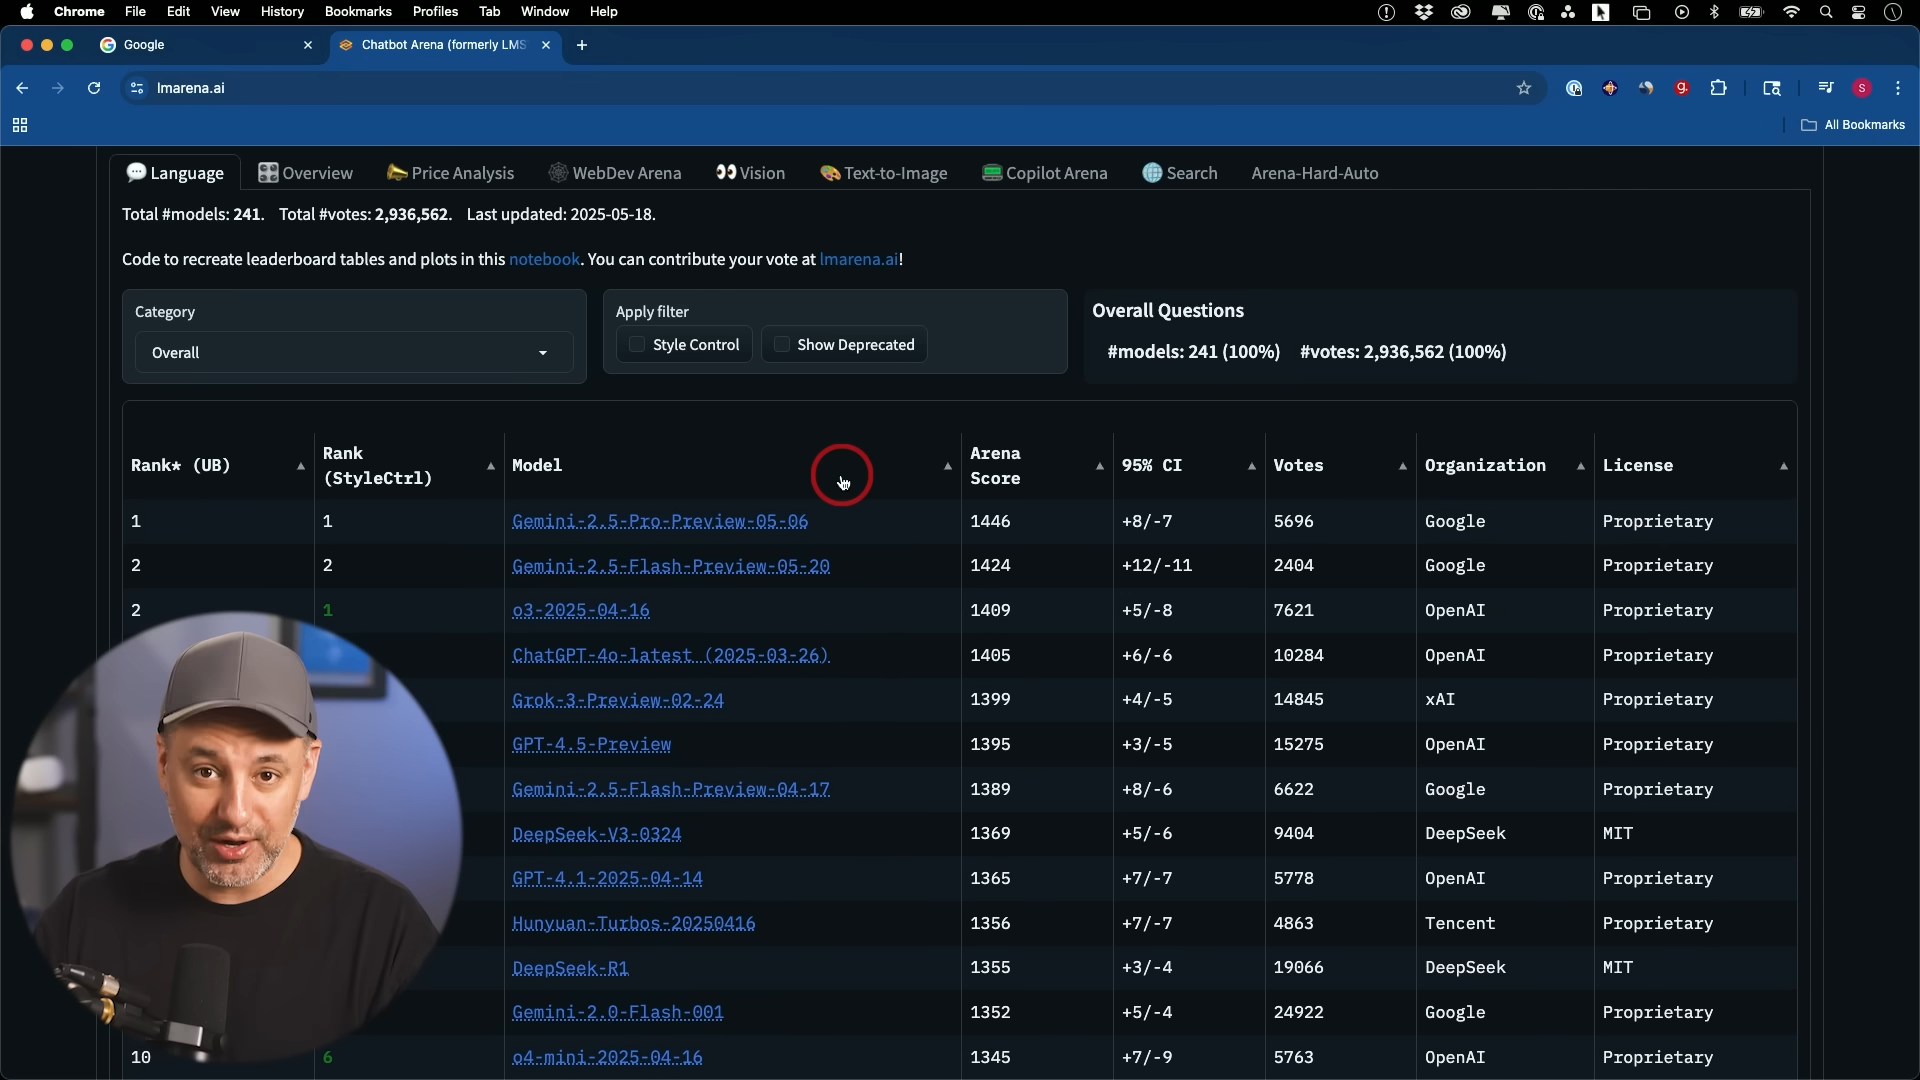 Chrome File Edit View History Bookmarks Profiles Tab Window Help
Google
Chatbot Arena (formerly LMS
lmarena.ai
g.
S
All Bookmarks
Language Overview Price Analysis WebDev Arena Vision Text-to-Image Copilot Arena Search Arena-Hard-Auto
Total #models: 241. Total #votes: 2,936,562. Last updated: 2025-05-18.
Code to recreate leaderboard tables and plots in this notebook. You can contribute your vote at lmarena.ai!
Category
Overall
Apply filter
Style Control Show Deprecated
Overall Questions
#models: 241 (100%) #votes: 2,936,562 (100%)
Rank* (UB) Rank (StyleCtrl) Model Arena Score 95% CI Votes Organization License
1 1 Gemini-2.5-Pro-Preview-05-06 1446 +8/-7 5696 Google Proprietary
2 2 Gemini-2.5-Flash-Preview-05-20 1424 +12/-11 2404 Google Proprietary
2 1 o3-2025-04-16 1409 +5/-8 7621 OpenAI Proprietary
ChatGPT-4o-latest (2025-03-26) 1405 +6/-6 10284 OpenAI Proprietary
Grok-3-Preview-02-24 1399 +4/-5 14845 xAI Proprietary
GPT-4.5-Preview 1395 +3/-5 15275 OpenAI Proprietary
Gemini-2.5-Flash-Preview-04-17 1389 +8/-6 6622 Google Proprietary
DeepSeek-V3-0324 1369 +5/-6 9404 DeepSeek MIT
GPT-4.1-2025-04-14 1365 +7/-7 5778 OpenAI Proprietary
Hunyuan-Turbos-20250416 1356 +7/-7 4863 Tencent Proprietary
DeepSeek-R1 1355 +3/-4 19066 DeepSeek MIT
Gemini-2.0-Flash-001 1352 +5/-4 24922 Google Proprietary
10 6 o4-mini-2025-04-16 1345 +7/-9 5763 OpenAI Proprietary